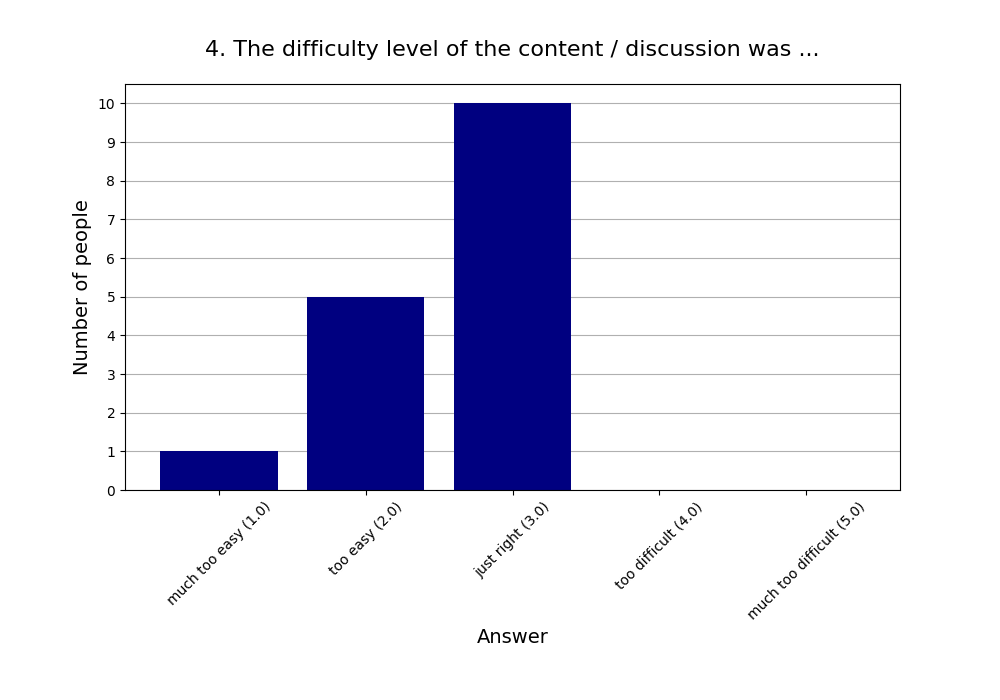 4. The difficulty level of the content / discussion was ...
10
9
8
7
6
5
4
3
2
1
0
Number of people
much too easy (1.0)
too easy (2.0)
just right (3.0)
too difficult (4.0)
much too difficult (5.0)
Answer